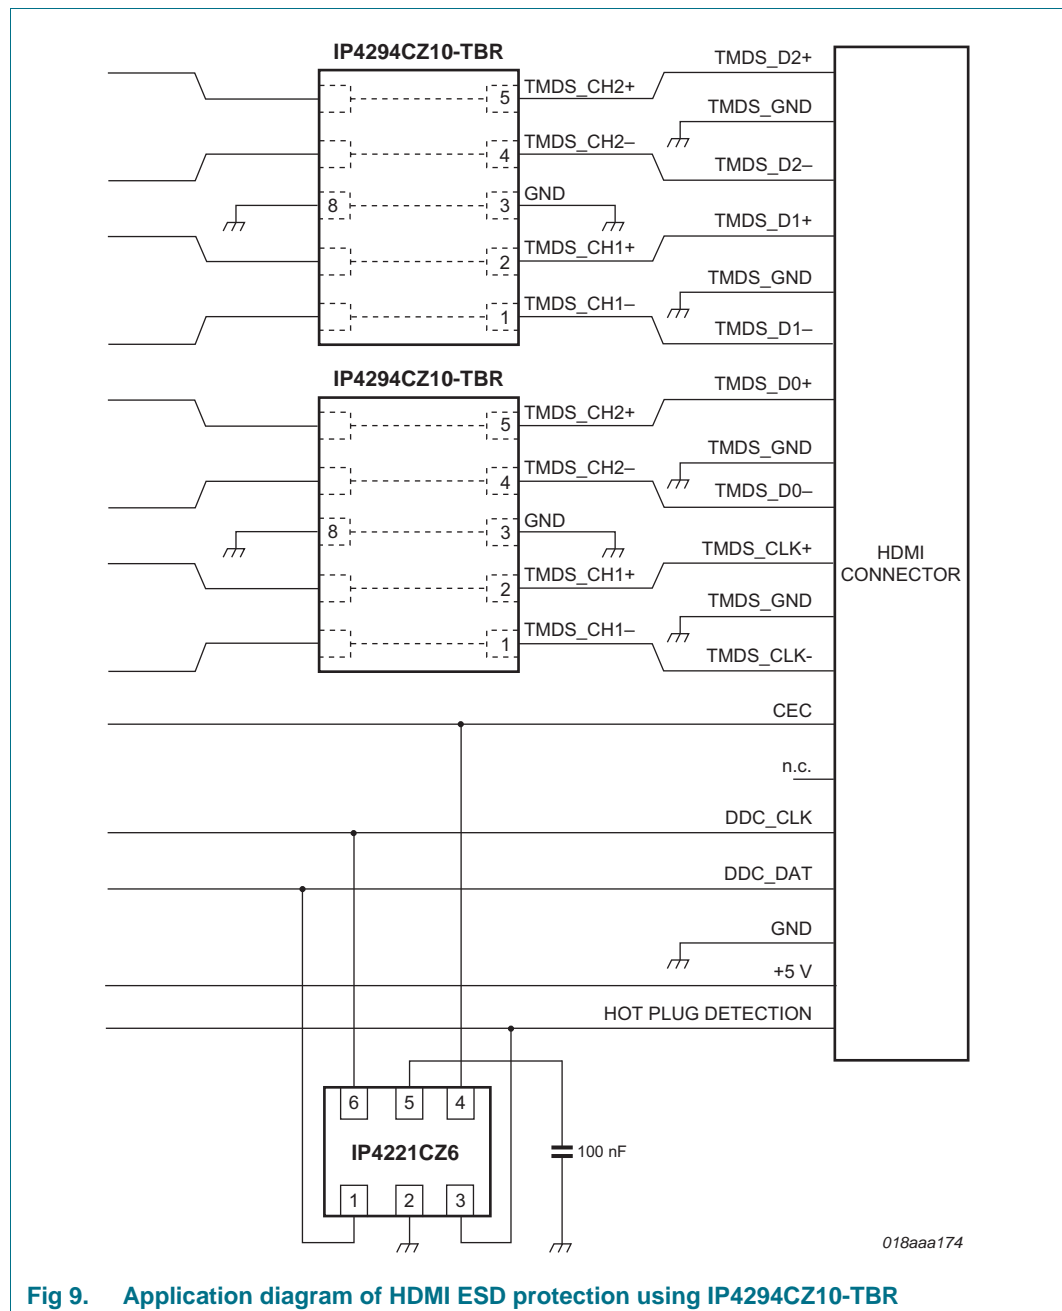 IP4294CZ10-TBR
TMDS_D2+
TMDS_CH2+
5
TMDS_GND
TMDS_CH2–
4
TMDS_D2–
GND
8
3
TMDS_D1+
TMDS_CH1+
2
TMDS_GND
TMDS_CH1–
1
TMDS_D1–
IP4294CZ10-TBR
TMDS_D0+
TMDS_CH2+
5
TMDS_GND
TMDS_CH2–
4
TMDS_D0–
GND
8
3
TMDS_CLK+
HDMI
CONNECTOR
TMDS_CH1+
2
TMDS_GND
TMDS_CH1–
1
TMDS_CLK-
CEC
n.c.
DDC_CLK
DDC_DAT
GND
+5 V
HOT PLUG DETECTION
6 5 4
IP4221CZ6
100 nF
1 2 3
018aaa174
Fig 9. Application diagram of HDMI ESD protection using IP4294CZ10-TBR